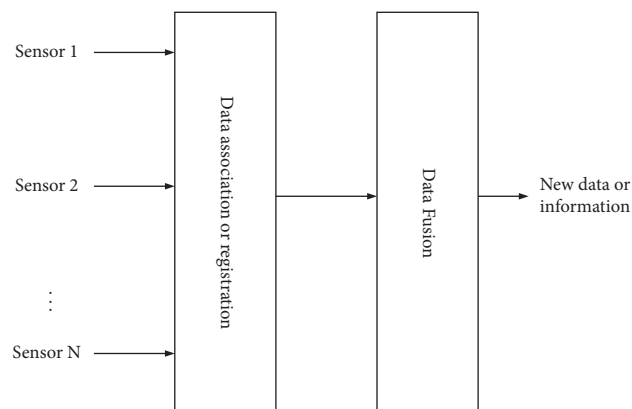 Sensor 1
Sensor 2
⋮
Sensor N
Data association or registration
Data Fusion
New data or
information